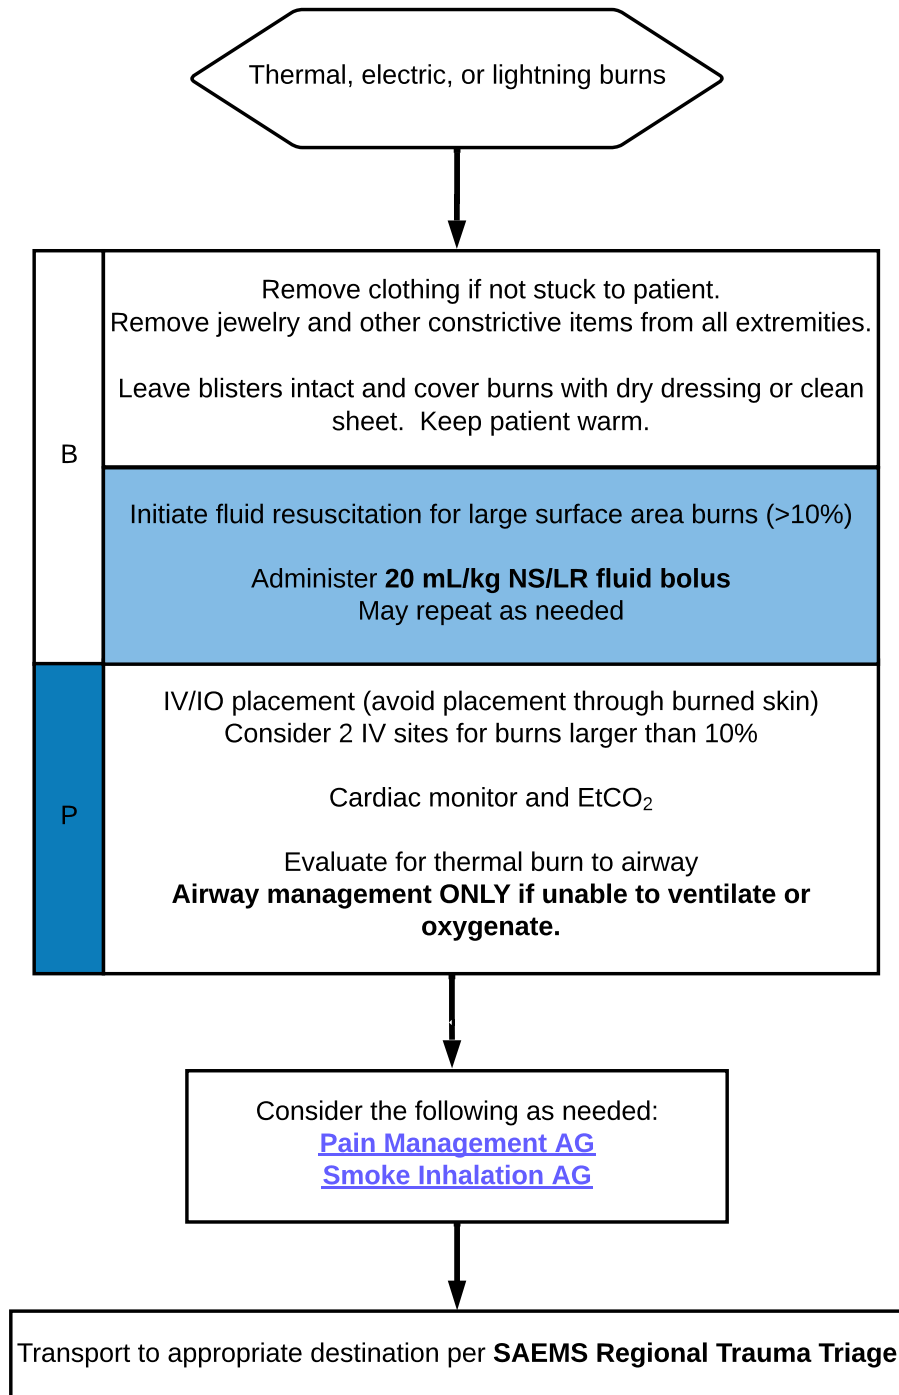 Thermal, electric, or lightning burns
Remove clothing if not stuck to patient.
Remove jewelry and other constrictive items from all extremities.
Leave blisters intact and cover burns with dry dressing or clean
sheet.  Keep patient warm.
B
Initiate fluid resuscitation for large surface area burns (>10%)
Administer 20 mL/kg NS/LR fluid bolus
May repeat as needed
IV/IO placement (avoid placement through burned skin)
Consider 2 IV sites for burns larger than 10%
Cardiac monitor and EtCO₂
P
Evaluate for thermal burn to airway
Airway management ONLY if unable to ventilate or
oxygenate.
Consider the following as needed:
Pain Management AG
Smoke Inhalation AG
Transport to appropriate destination per SAEMS Regional Trauma Triage